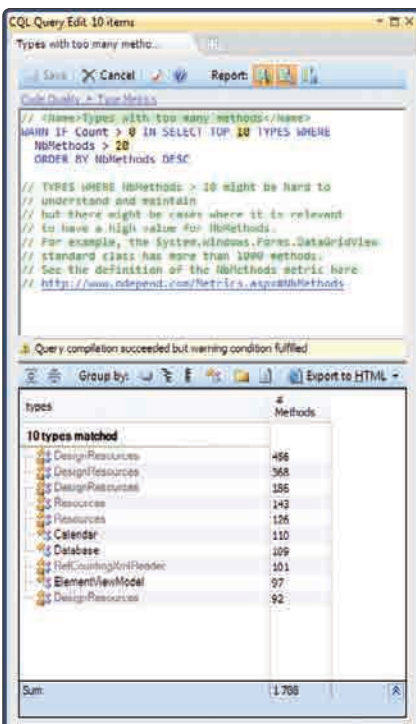 CQL Query Edit 10 items
Types with too many metho...
Save Cancel Report:
Code Quality > Type Metrics
// <Name>Types with too many methods</Name>
WARN IF Count > 0 IN SELECT TOP 10 TYPES WHERE
NbMethods > 20
ORDER BY NbMethods DESC
// TYPES WHERE NbMethods > 20 might be hard to
// understand and maintain
// but there might be cases where it is relevant
// to have a high value for NbMethods.
// For example, the System.Windows.Forms.DataGridView
// standard class has more than 1000 methods.
// See the definition of the NbMethods metric here
// http://www.ndepend.com/Metrics.aspx#NbMethods
Query compilation succeeded but warning condition fulfilled
Group by: Export to HTML
types # Methods
10 types matched
DesignResources 466
DesignResources 368
DesignResources 186
Resources 143
Resources 126
Calendar 110
Database 109
RefCountingXmlReader 101
ElementViewModel 97
DesignResources 92
Sum: 1 798